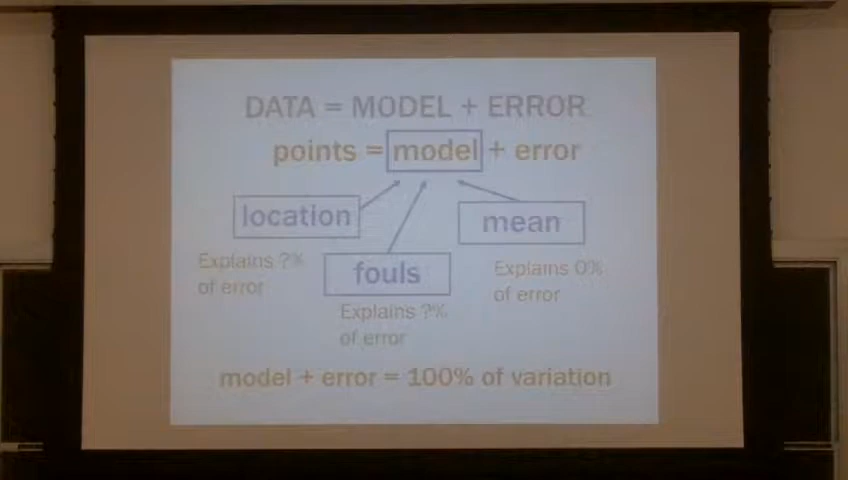 DATA = MODEL + ERROR
points = model + error
location
Explains ?%
of error
fouls
Explains ?%
of error
mean
Explains 0%
of error
model + error = 100% of variation